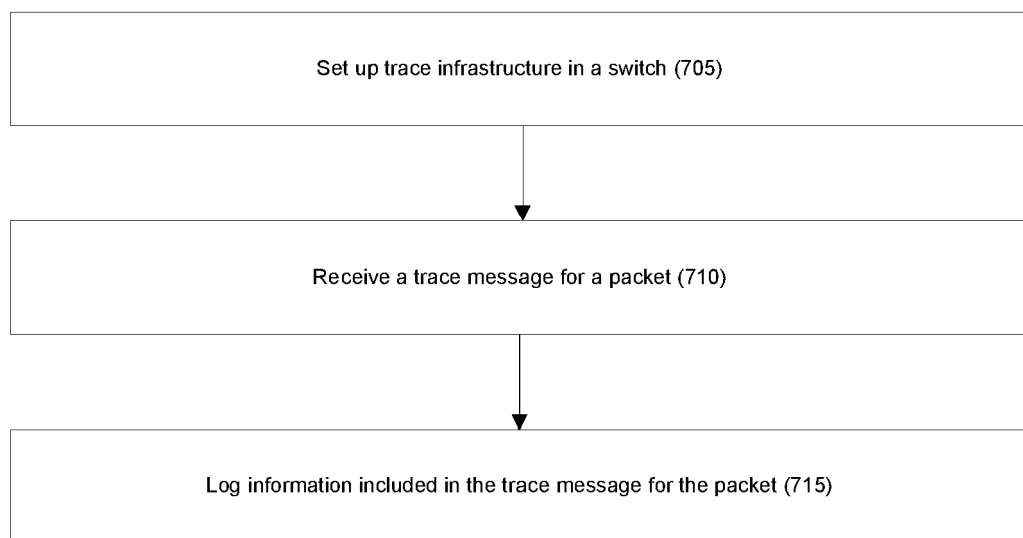 Set up trace infrastructure in a switch (705)
Receive a trace message for a packet (710)
Log information included in the trace message for the packet (715)